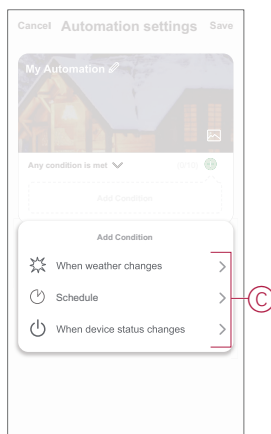 Cancel Automation settings Save
My Automation
Any condition is met
Add Condition
Add Condition
When weather changes
Schedule
When device status changes
C